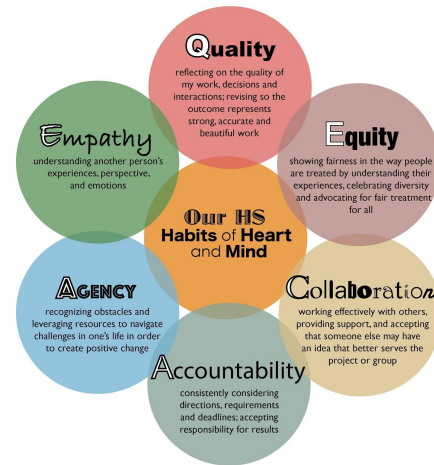 Quality
reflecting on the quality of
my work, decisions and
interactions; revising so the
outcome represents
strong, accurate and
beautiful work
Empathy
understanding another person's
experiences, perspective,
and emotions
Equity
showing fairness in the way people
are treated by understanding their
experiences, celebrating diversity
and advocating for fair treatment
for all
Our HS
Habits of Heart
and Mind
AGENCY
recognizing obstacles and
leveraging resources to navigate
challenges in one's life in order
to create positive change
Collaboration
working effectively with others,
providing support, and accepting
that someone else may have
an idea that better serves the
project or group
Accountability
consistently considering
directions, requirements
and deadlines; accepting
responsibility for results